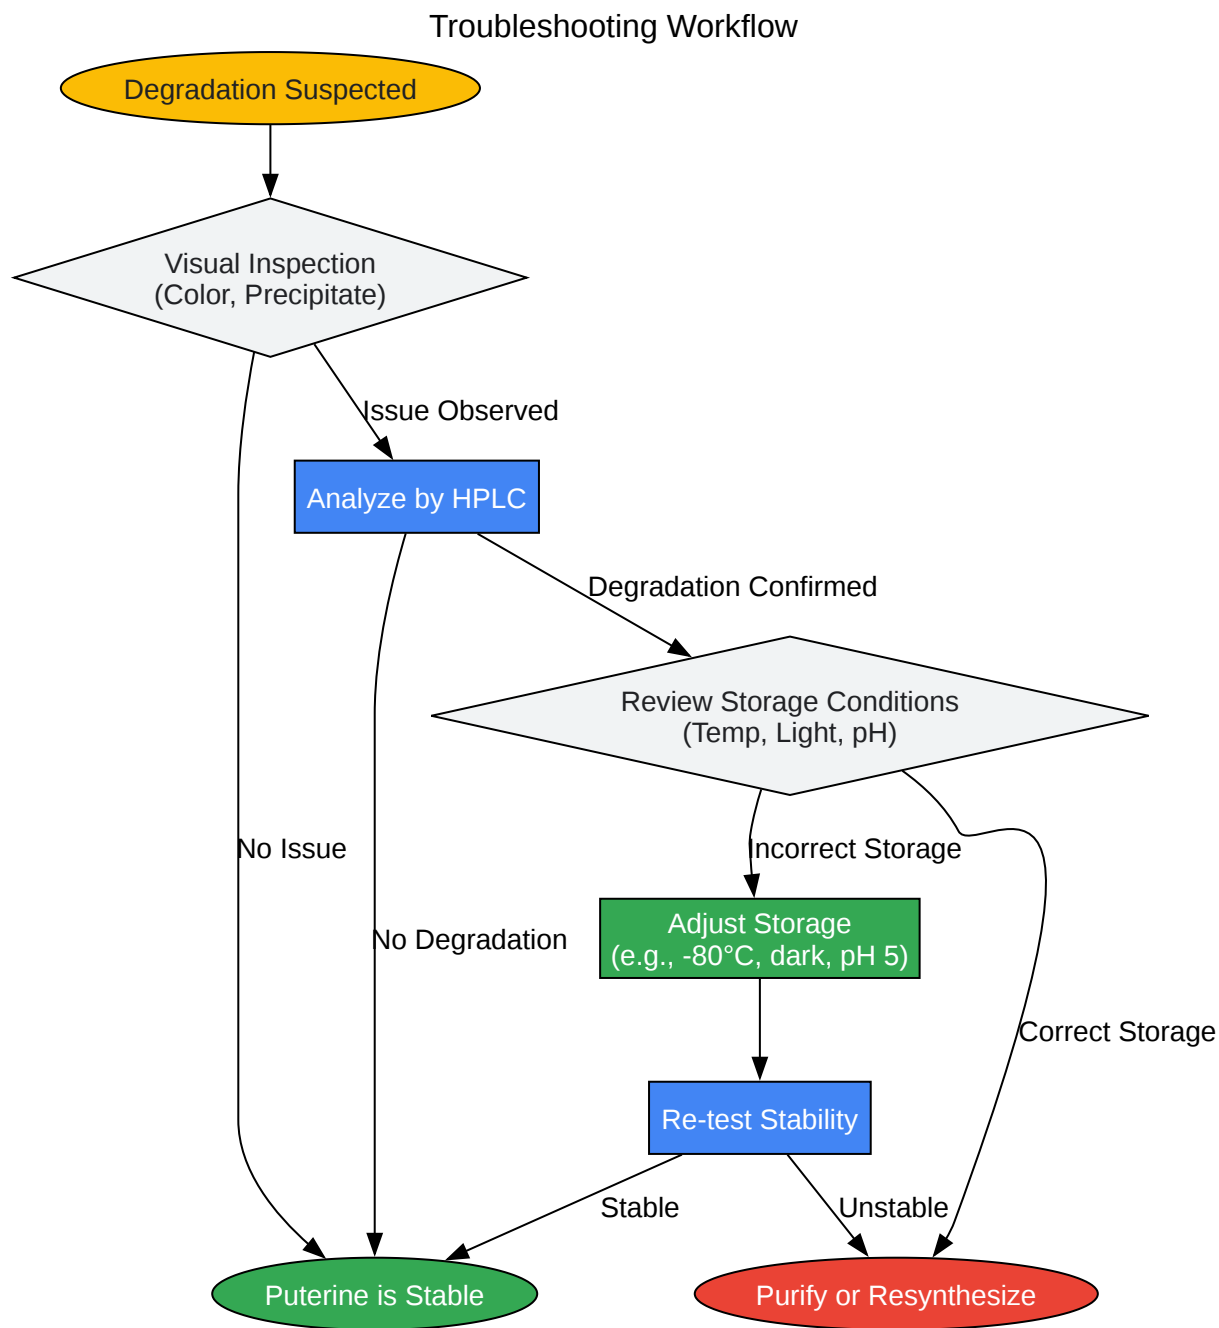 Troubleshooting Workflow
Degradation Suspected
Visual Inspection
(Color, Precipitate)
Issue Observed
Analyze by HPLC
Degradation Confirmed
Review Storage Conditions
(Temp, Light, pH)
No Issue
Incorrect Storage
Adjust Storage
(e.g., -80°C, dark, pH 5)
No Degradation
Correct Storage
Re-test Stability
Stable
Unstable
Puterine is Stable
Purify or Resynthesize